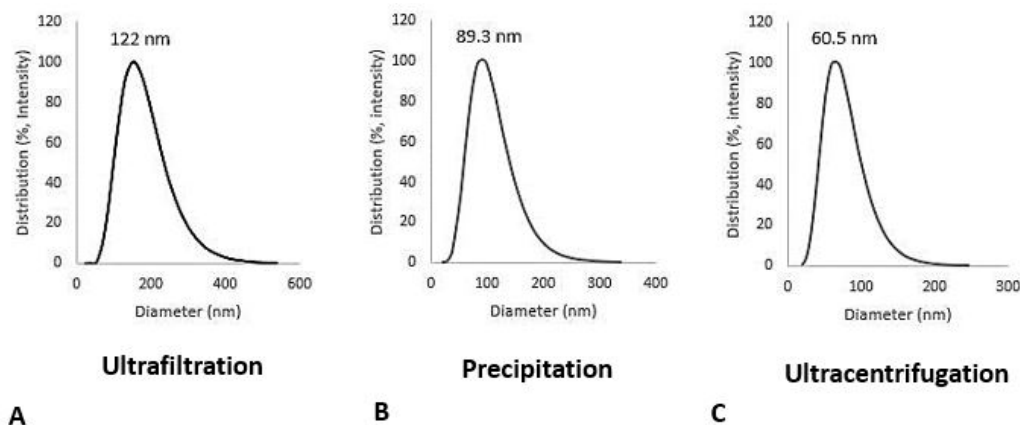 120
100
80
60
40
20
0
Distribution (%, Intensity)
122 nm
0 200 400 600
Diameter (nm)
Ultrafiltration
A
120
100
80
60
40
20
0
Distribution (%, intensity)
89.3 nm
0 100 200 300 400
Diameter (nm)
Precipitation
B
120
100
80
60
40
20
0
Distribution (%, intensity)
60.5 nm
0 100 200 300
Diameter (nm)
Ultracentrifugation
C